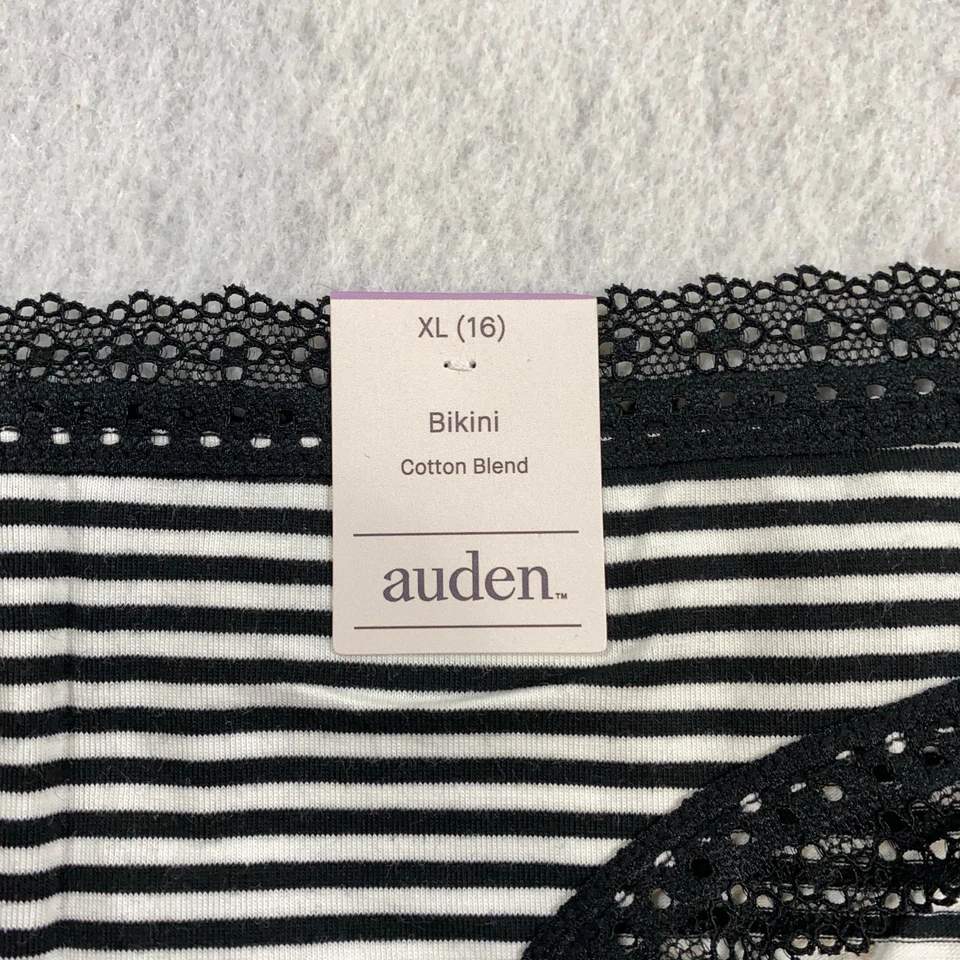 XL (16)
Bikini
Cotton Blend
auden™